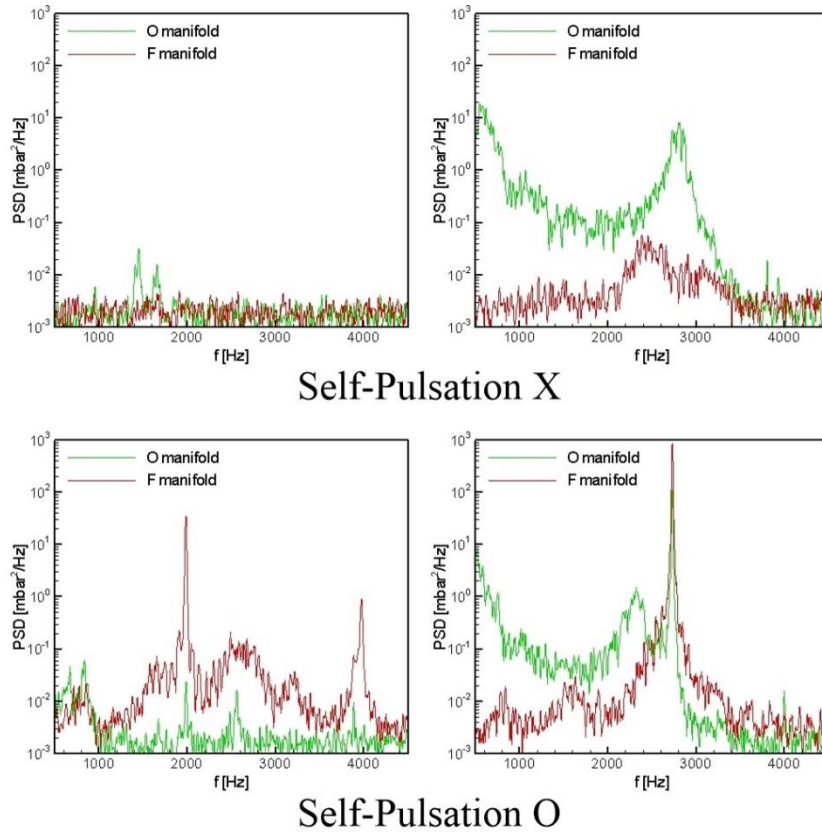 10³
10²
10¹
10⁰
10⁻¹
10⁻²
10⁻³
PSD [mbar²/Hz]
O manifold
F manifold
1000 2000 3000 4000
f [Hz]
10³
10²
10¹
10⁰
10⁻¹
10⁻²
10⁻³
PSD [mbar²/Hz]
O manifold
F manifold
1000 2000 3000 4000
f [Hz]
Self-Pulsation X
10³
10²
10¹
10⁰
10⁻¹
10⁻²
10⁻³
PSD [mbar²/Hz]
O manifold
F manifold
1000 2000 3000 4000
f [Hz]
10³
10²
10¹
10⁰
10⁻¹
10⁻²
10⁻³
PSD [mbar²/Hz]
O manifold
F manifold
1000 2000 3000 4000
f [Hz]
Self-Pulsation O